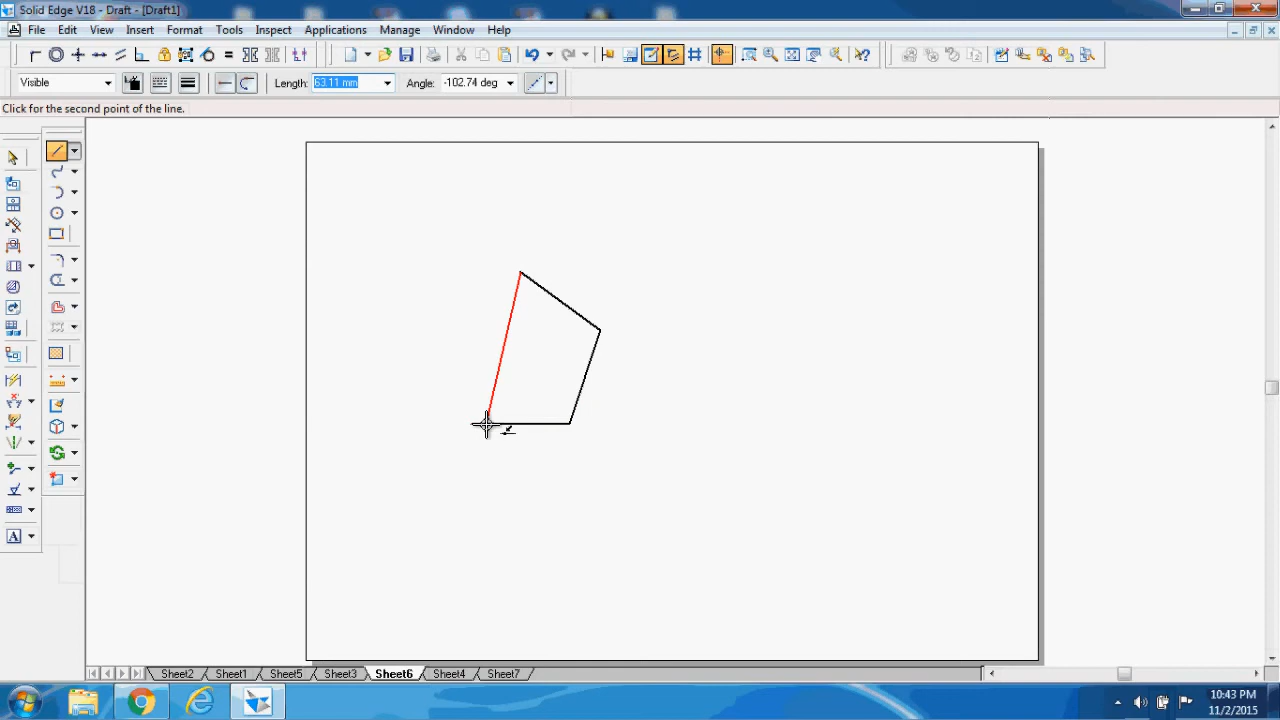 Solid Edge V18 - Draft - [Draft1]
File Edit View Insert Format Tools Inspect Applications Manage Window Help
Visible Length: 63.11 mm Angle: -102.74 deg
Click for the second point of the line.
A
Sheet2 Sheet1 Sheet5 Sheet3 Sheet6 Sheet4 Sheet7
10:43 PM
11/2/2015